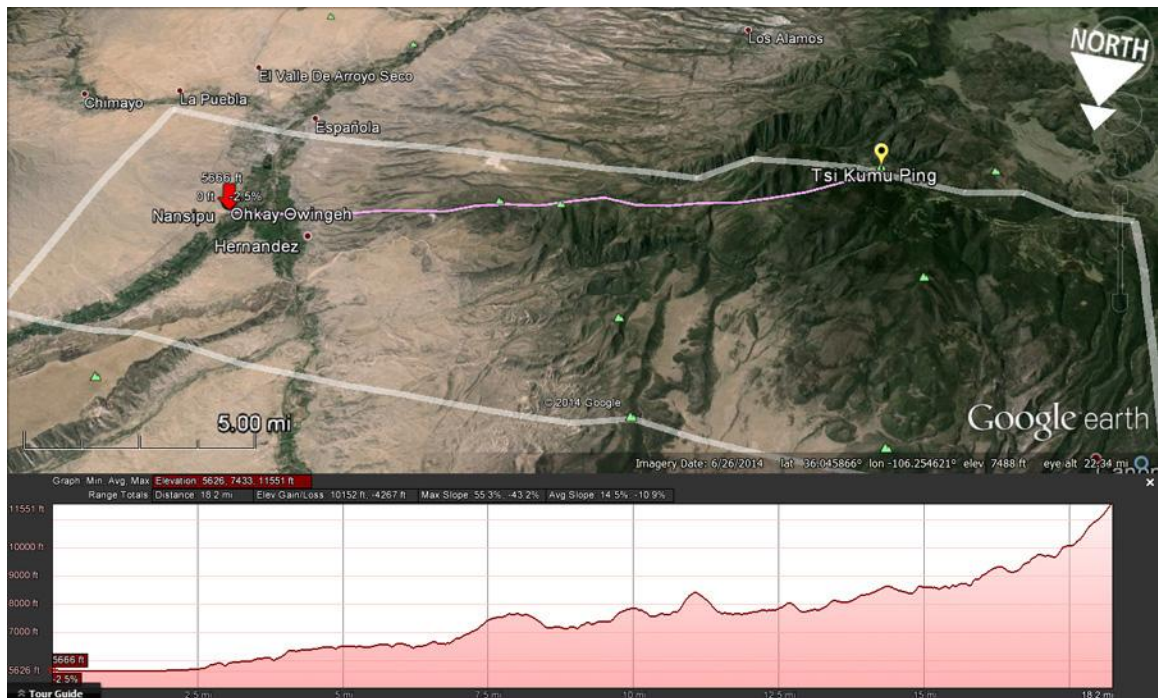 NORTH
Los Alamos
El Valle De Arroyo Seco
Chimayo
La Puebla
Española
5666 ft
0 ft -2.5%
Tsi Kumu Ping
Nansipu
Ohkay Owingeh
Hernandez
© 2014 Google
5.00 mi
Google earth
Imagery Date: 6/26/2014 lat 36.045866° lon -106.254621° elev 7488 ft eye alt 22.34 mi
Graph: Min, Avg, Max Elevation: 5626, 7433, 11551 ft
Range Totals: Distance: 18.2 mi Elev Gain/Loss: 10152 ft, -4267 ft Max Slope: 55.3%, -43.2% Avg Slope: 14.5%, -10.9%
11551 ft
10000 ft
9000 ft
8000 ft
7000 ft
5666 ft
5626 ft
-2.5%
Tour Guide
2.5 mi
5 mi
7.5 mi
10 mi
12.5 mi
15 mi
18.2 mi